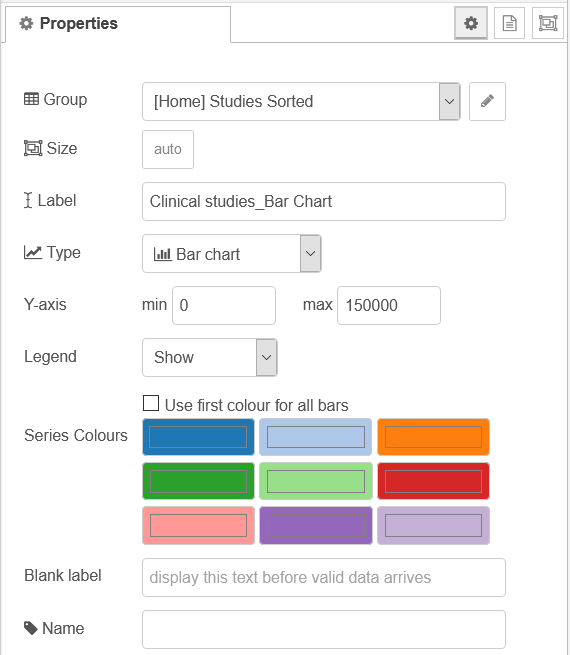 Properties
Group [Home] Studies Sorted
Size auto
Label Clinical studies_Bar Chart
Type Bar chart
Y-axis min 0 max 150000
Legend Show
Use first colour for all bars
Series Colours
Blank label display this text before valid data arrives
Name